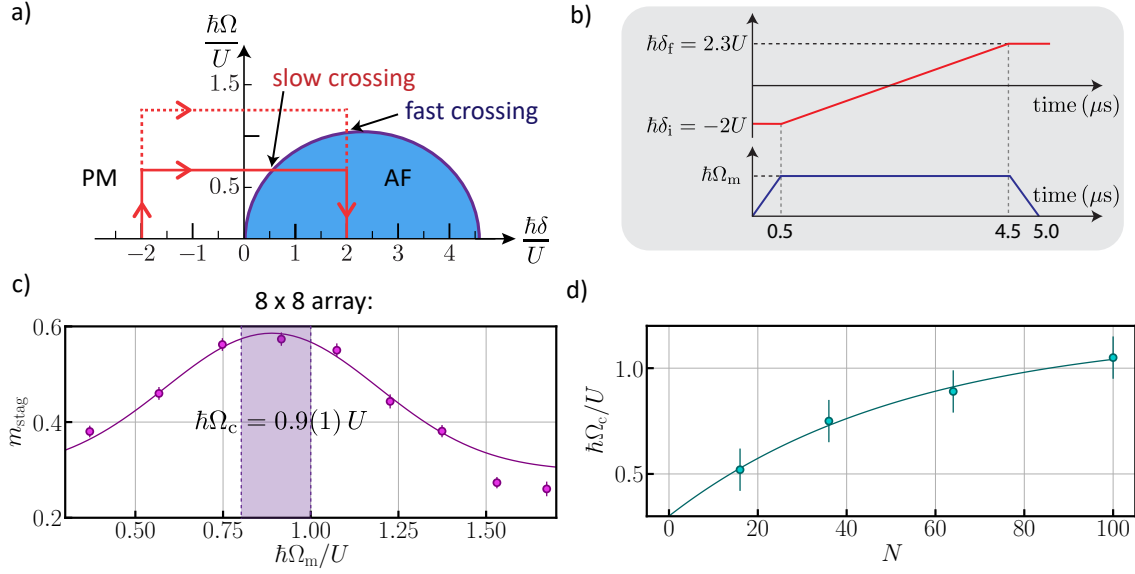 a)
ħΩ
U
1.5
0.5
slow crossing
fast crossing
PM
AF
−2
−1
0
1
2
3
4
ħδ
U
b)
ħδf = 2.3U
time (μs)
ħδi = −2U
ħΩm
time (μs)
0.5
4.5
5.0
c)
8 x 8 array:
0.6
0.4
0.2
mstag
ħΩc = 0.9(1) U
0.50
0.75
1.00
1.25
1.50
ħΩm/U
d)
1.0
0.5
ħΩc/U
0
20
40
60
80
100
N